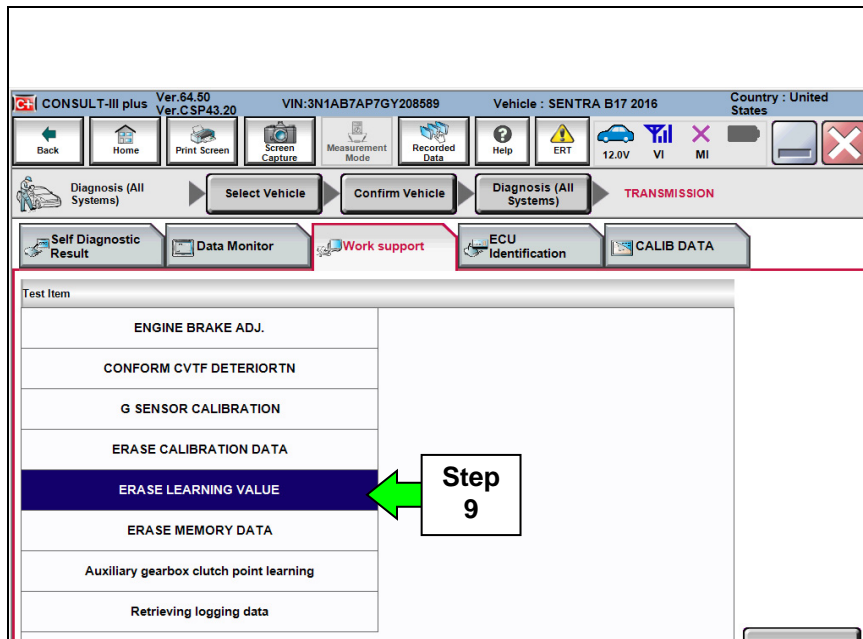 C+ CONSULT-III plus Ver.64.50 VIN:3N1AB7AP7GY208589 Vehicle : SENTRA B17 2016 Country : United
Ver.CSP43.20 States
Back Home Print Screen Screen Capture Measurement Mode Recorded Data Help ERT 12.0V VI MI
Diagnosis (All Systems) Select Vehicle Confirm Vehicle Diagnosis (All Systems) TRANSMISSION
Self Diagnostic Result Data Monitor Work support ECU Identification CALIB DATA
Test Item
ENGINE BRAKE ADJ.
CONFORM CVTF DETERIORTN
G SENSOR CALIBRATION
ERASE CALIBRATION DATA
ERASE LEARNING VALUE
Step
9
ERASE MEMORY DATA
Auxiliary gearbox clutch point learning
Retrieving logging data